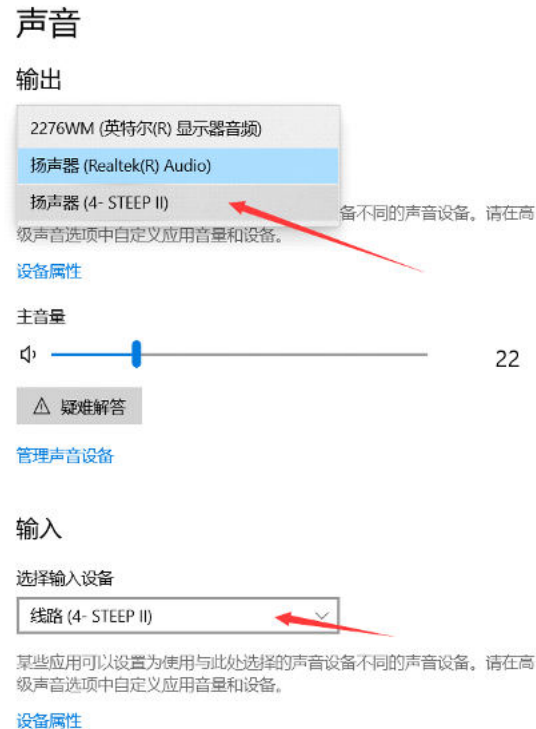 声音
输出
2276WM (英特尔(R) 显示器音频)
扬声器 (Realtek(R) Audio)
扬声器 (4- STEEP II)
备不同的声音设备。请在高
级声音选项中自定义应用音量和设备。
设备属性
主音量
22
疑难解答
管理声音设备
输入
选择输入设备
线路 (4- STEEP II)
某些应用可以设置为使用与此处选择的声音设备不同的声音设备。请在高
级声音选项中自定义应用音量和设备。
设备属性